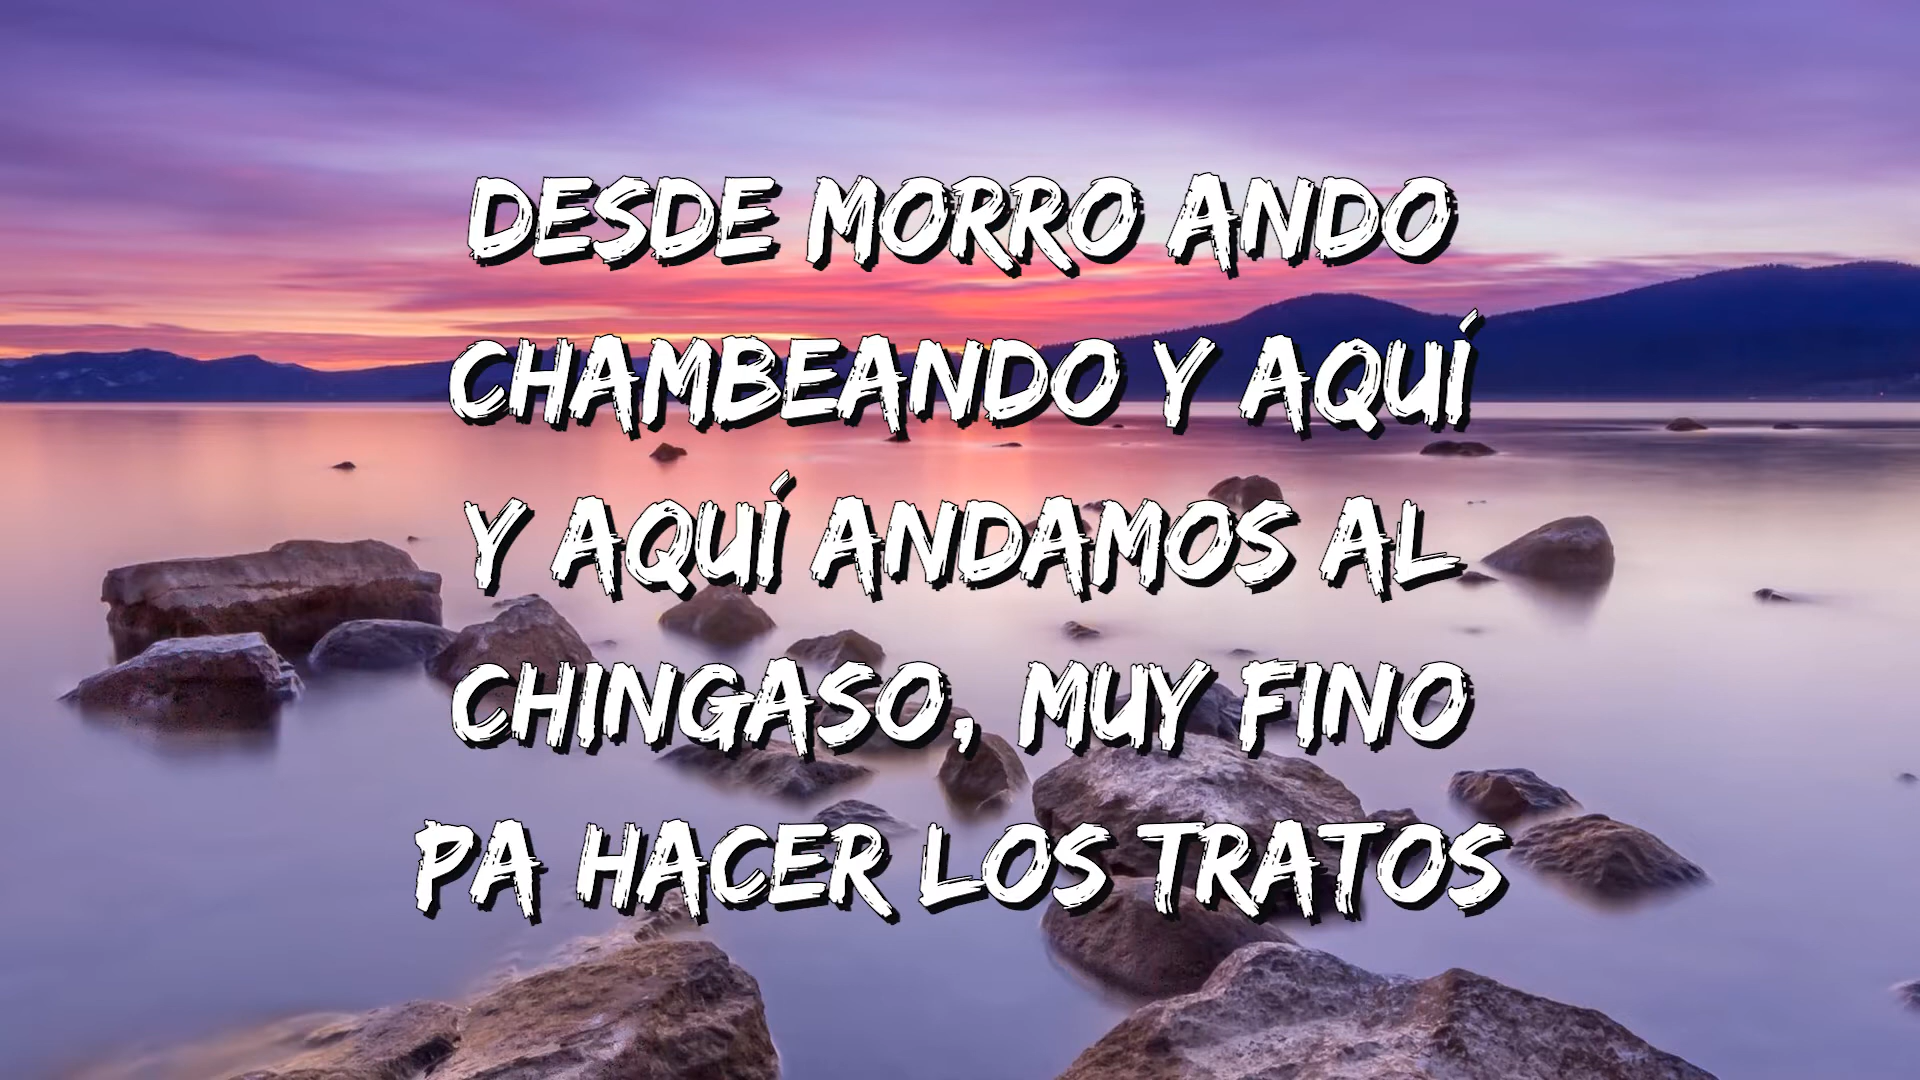 DESDE MORRO ANDO
CHAMBEANDO Y AQUÍ
Y AQUÍ ANDAMOS AL
CHINGASO, MUY FINO
PA HACER LOS TRATOS